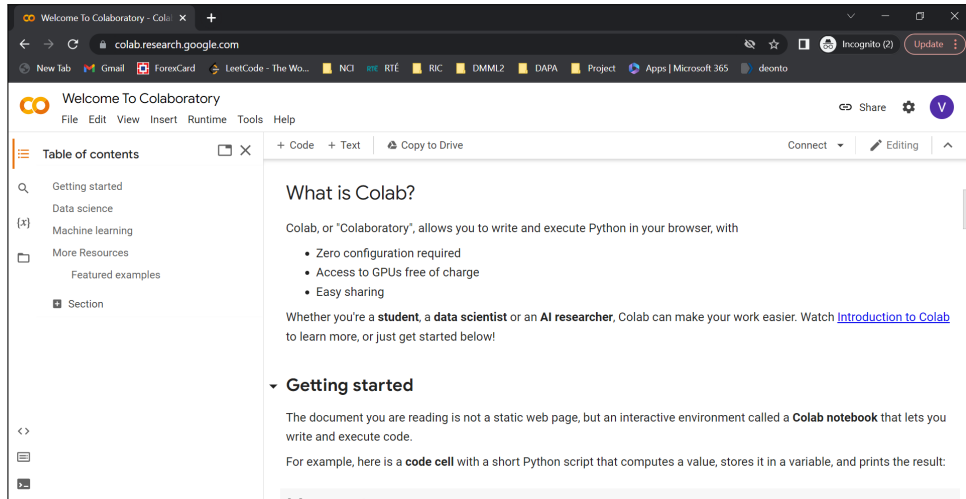 Welcome To Colaboratory - Colal
colab.research.google.com
Incognito (2)
Update
New Tab
Gmail
ForexCard
LeetCode - The Wo...
NCI
RTÉ
RIC
DMML2
DAPA
Project
Apps | Microsoft 365
deonto
Welcome To Colaboratory
File Edit View Insert Runtime Tools Help
Share
V
Table of contents
Getting started
Data science
Machine learning
More Resources
Featured examples
Section
{x}
<>
+ Code + Text Copy to Drive
Connect
Editing
What is Colab?
Colab, or "Colaboratory", allows you to write and execute Python in your browser, with
• Zero configuration required
• Access to GPUs free of charge
• Easy sharing
Whether you're a student, a data scientist or an AI researcher, Colab can make your work easier. Watch Introduction to Colab
to learn more, or just get started below!
Getting started
The document you are reading is not a static web page, but an interactive environment called a Colab notebook that lets you
write and execute code.
For example, here is a code cell with a short Python script that computes a value, stores it in a variable, and prints the result: